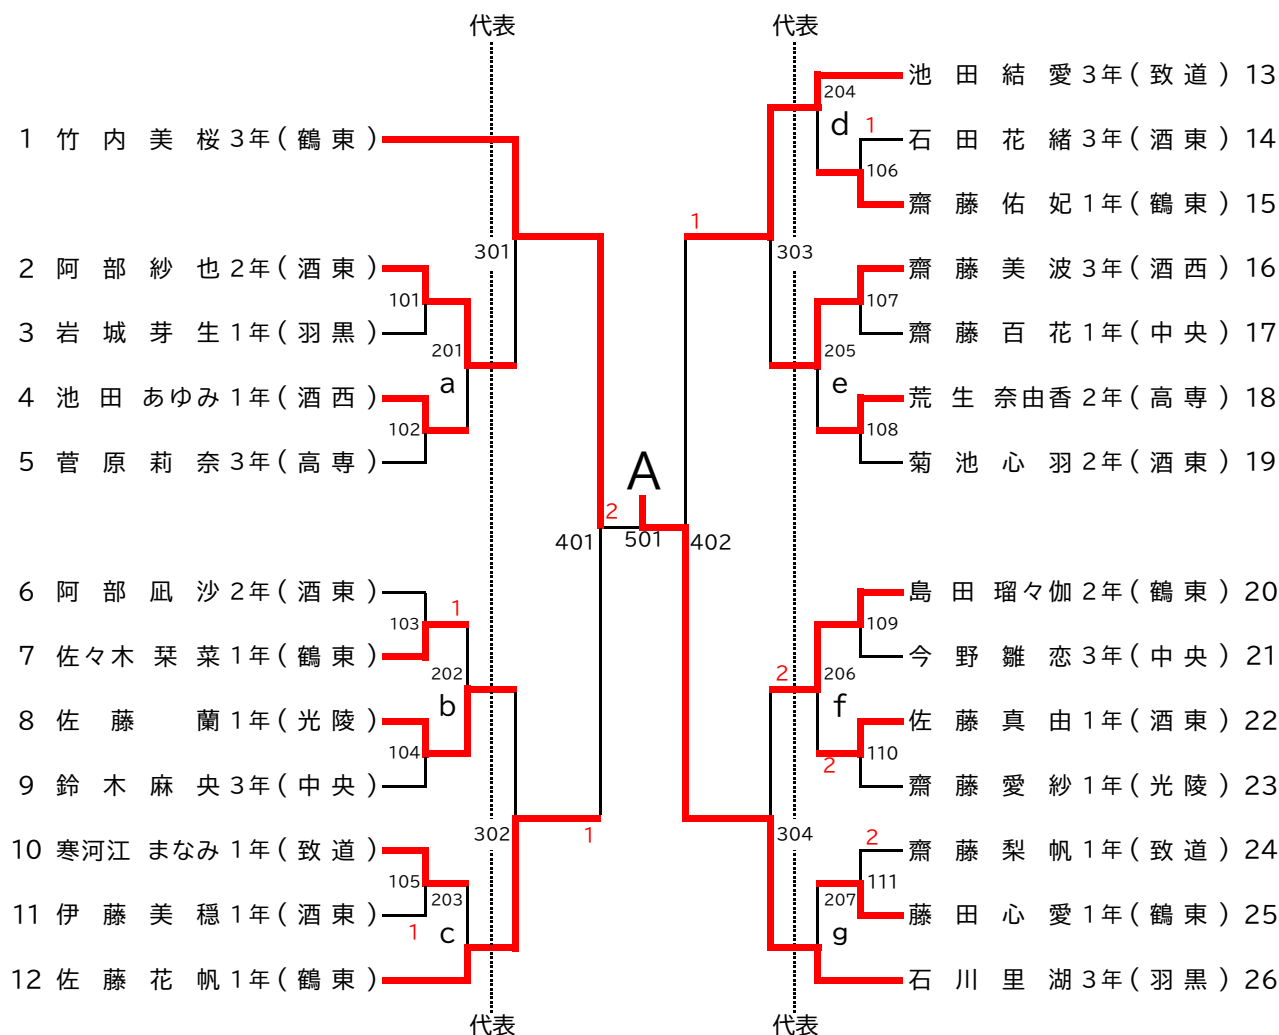 代表
代表
1 竹内美桜 3年(鶴東)
2 阿部紗也 2年(酒東)
3 岩城芽生 1年(羽黒)
4 池田あゆみ 1年(酒西)
5 菅原莉奈 3年(高専)
6 阿部凪沙 2年(酒東)
7 佐々木栞菜 1年(鶴東)
8 佐藤蘭 1年(光陵)
9 鈴木麻央 3年(中央)
10 寒河江まなみ 1年(致道)
11 伊藤美穏 1年(酒東)
12 佐藤花帆 1年(鶴東)
101
102
103
104
105
1
201
a
202
b
1
203
c
301
302
1
401
2
A
501
402
1
303
304
2
204
d
205
e
206
f
2
207
g
1
106
107
108
109
110
2
111
池田結愛 3年(致道) 13
石田花緒 3年(酒東) 14
齋藤佑妃 1年(鶴東) 15
齋藤美波 3年(酒西) 16
齋藤百花 1年(中央) 17
荒生奈由香 2年(高専) 18
菊池心羽 2年(酒東) 19
島田瑠々伽 2年(鶴東) 20
今野雛恋 3年(中央) 21
佐藤真由 1年(酒東) 22
齋藤愛紗 1年(光陵) 23
齋藤梨帆 1年(致道) 24
藤田心愛 1年(鶴東) 25
石川里湖 3年(羽黒) 26
代表
代表